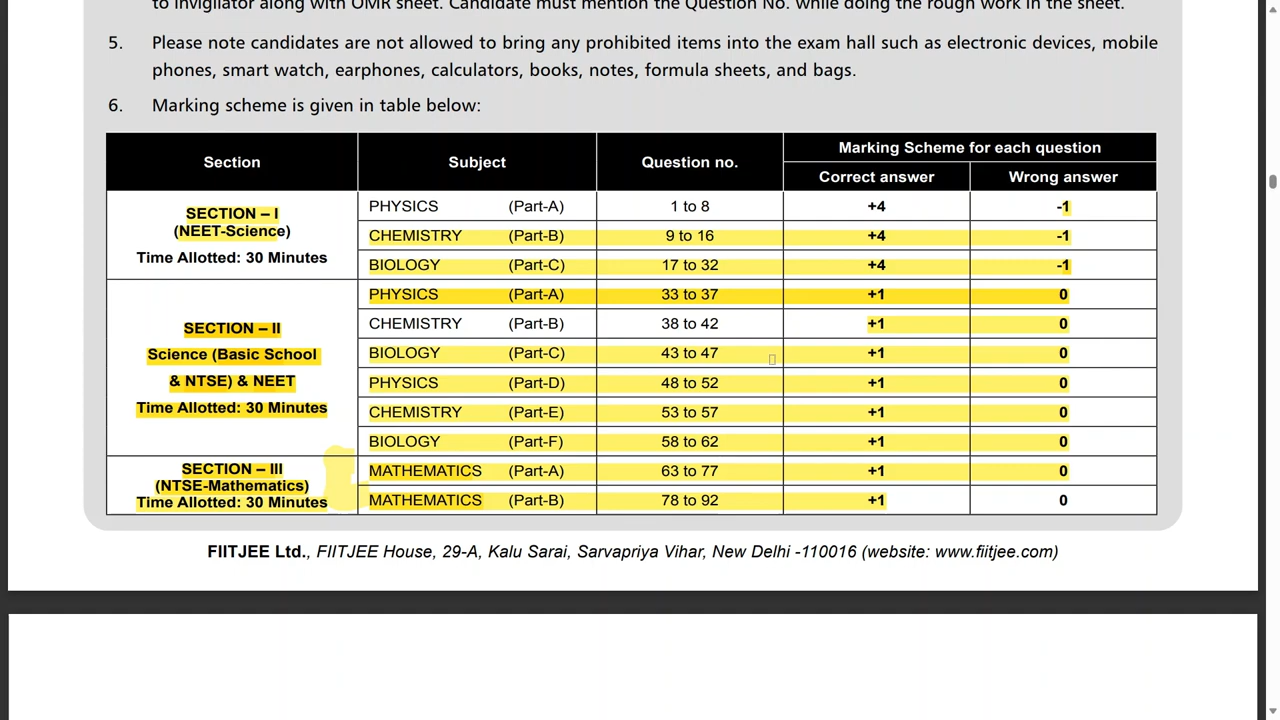 to invigilator along with OMR sheet. Candidate must mention the Question No. while doing the rough work in the sheet.
5. Please note candidates are not allowed to bring any prohibited items into the exam hall such as electronic devices, mobile
phones, smart watch, earphones, calculators, books, notes, formula sheets, and bags.
6. Marking scheme is given in table below:
Section Subject Question no. Marking Scheme for each question
Correct answer Wrong answer
SECTION – I
(NEET-Science)
Time Allotted: 30 Minutes
PHYSICS (Part-A) 1 to 8 +4 -1
CHEMISTRY (Part-B) 9 to 16 +4 -1
BIOLOGY (Part-C) 17 to 32 +4 -1
SECTION – II
Science (Basic School
& NTSE) & NEET
Time Allotted: 30 Minutes
PHYSICS (Part-A) 33 to 37 +1 0
CHEMISTRY (Part-B) 38 to 42 +1 0
BIOLOGY (Part-C) 43 to 47 +1 0
PHYSICS (Part-D) 48 to 52 +1 0
CHEMISTRY (Part-E) 53 to 57 +1 0
BIOLOGY (Part-F) 58 to 62 +1 0
SECTION – III
(NTSE-Mathematics)
Time Allotted: 30 Minutes
MATHEMATICS (Part-A) 63 to 77 +1 0
MATHEMATICS (Part-B) 78 to 92 +1 0
FIITJEE Ltd., FIITJEE House, 29-A, Kalu Sarai, Sarvapriya Vihar, New Delhi -110016 (website: www.fiitjee.com)